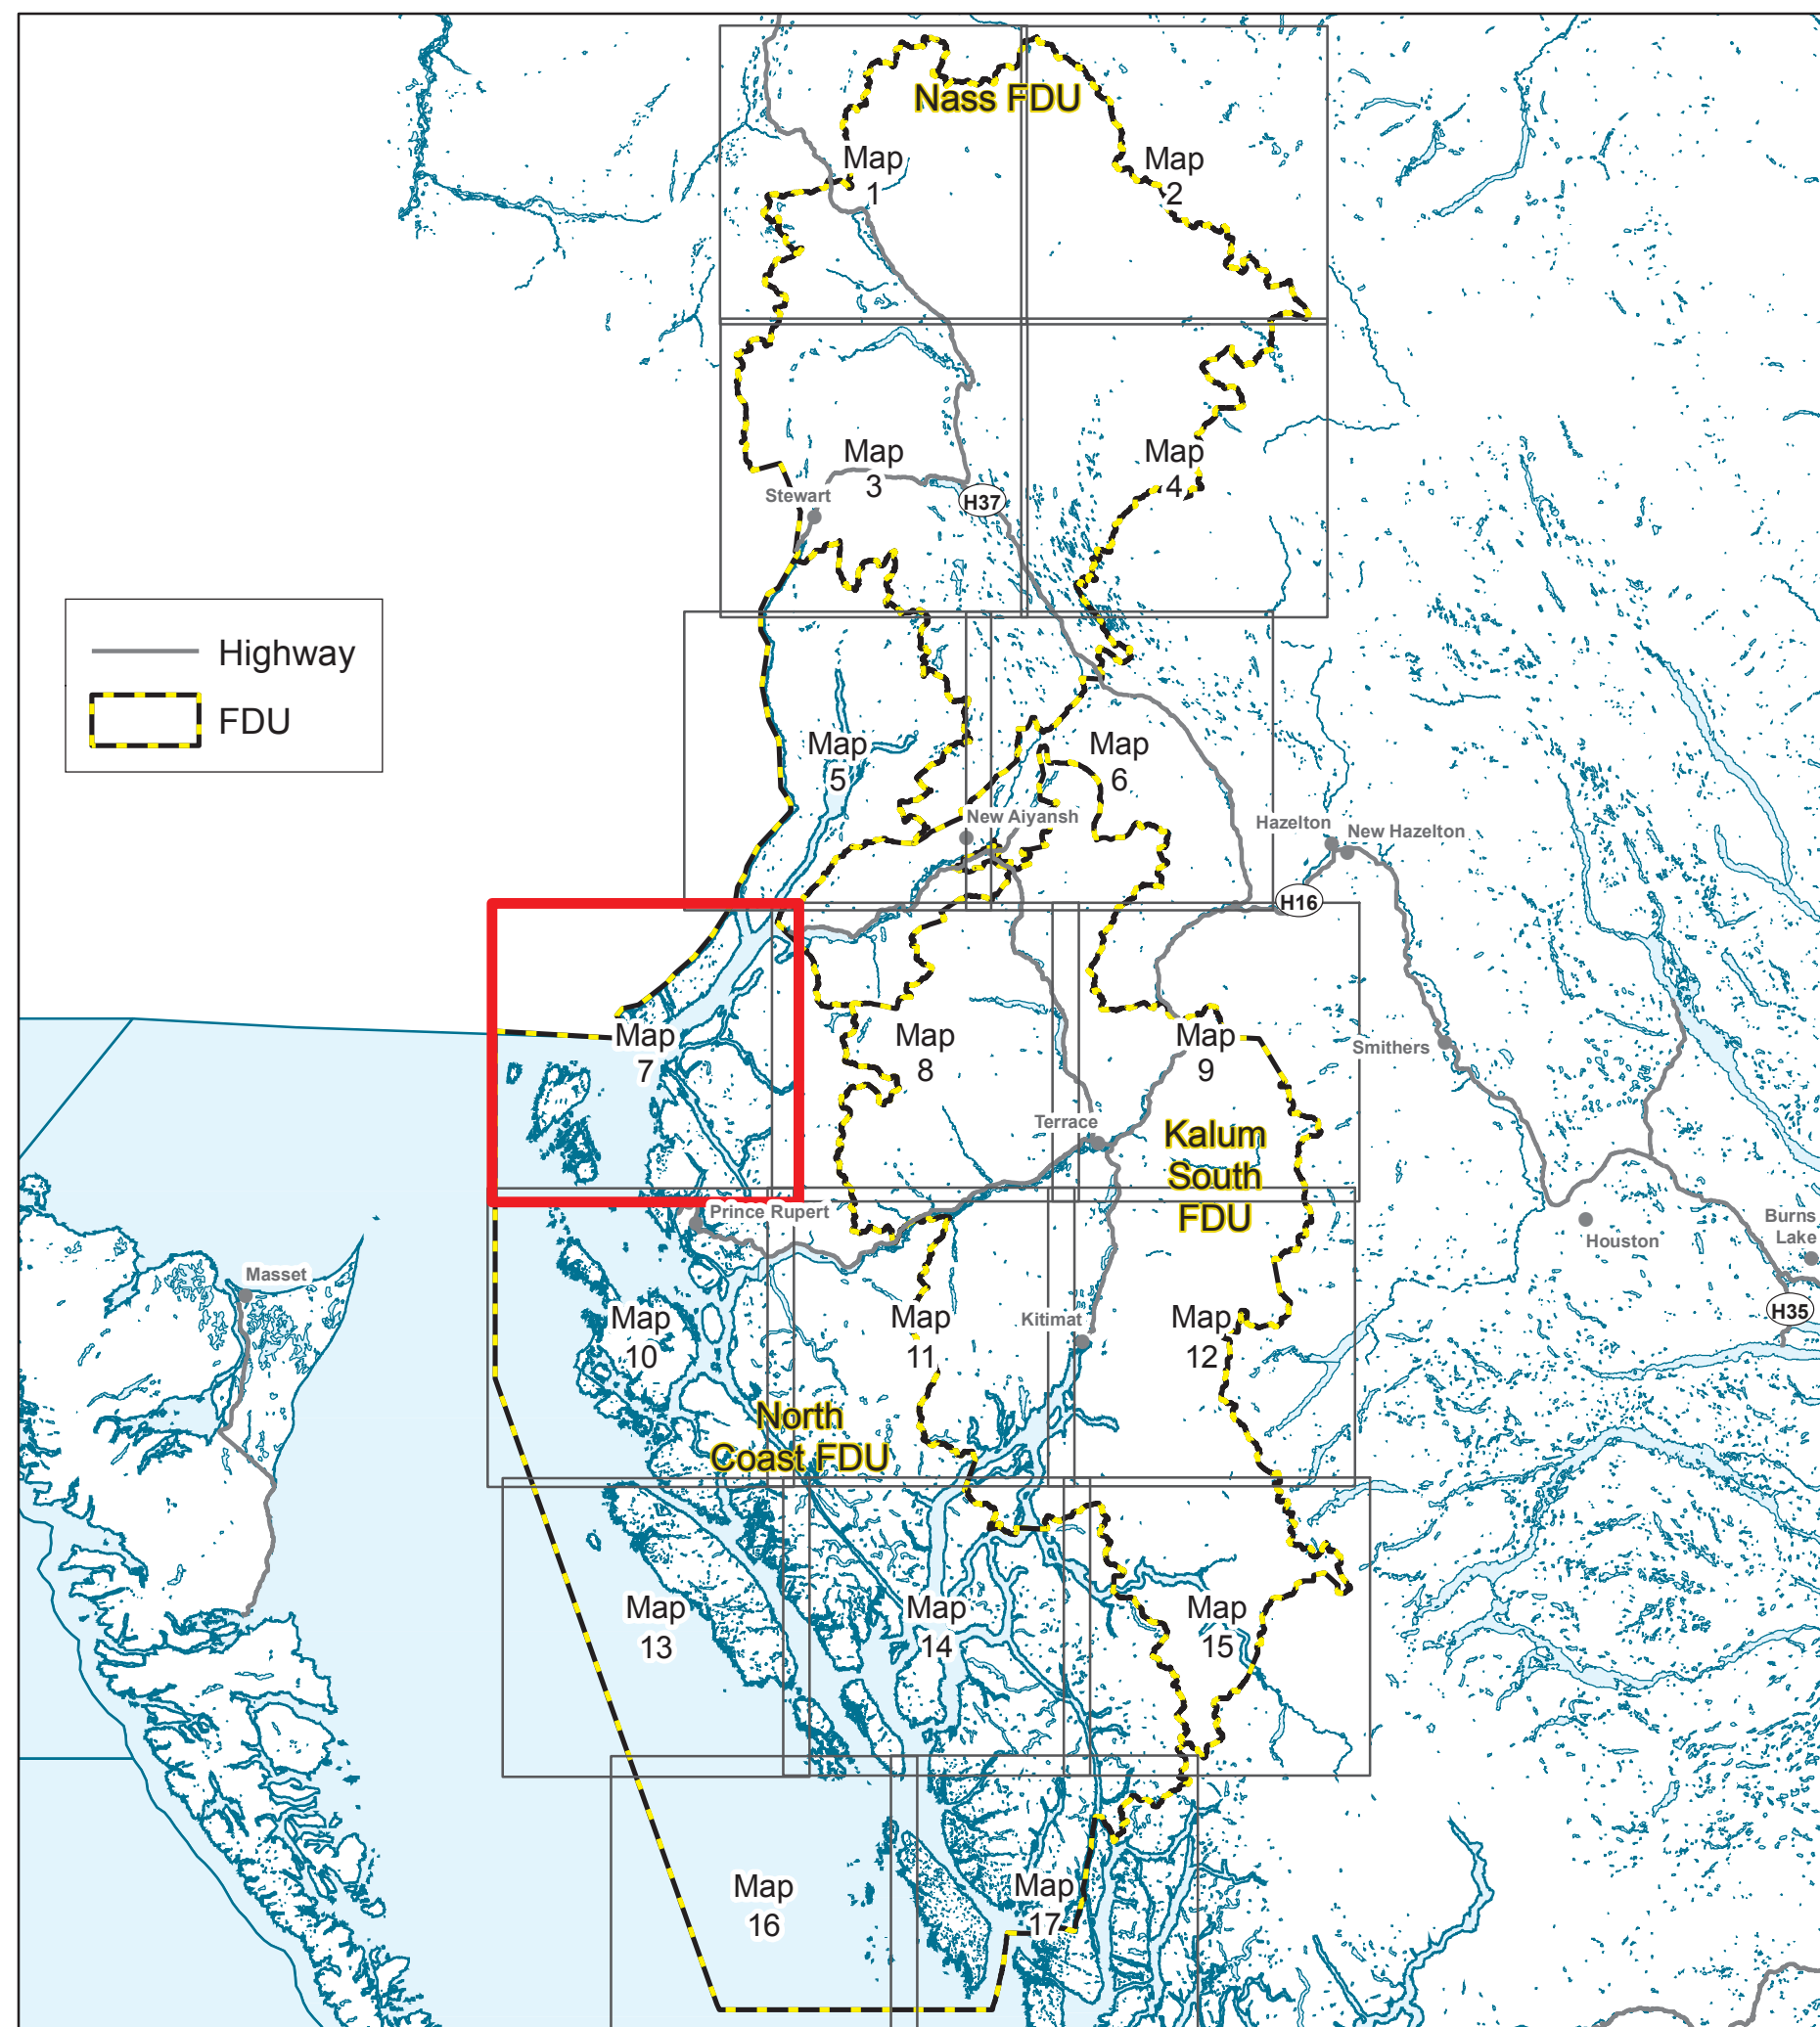 Nass FDU
Map
1
Map
2
Map
3
Map
4
Stewart
H37
Highway
FDU
Map
5
Map
6
New Aiyansh
Hazelton
New Hazelton
H16
Map
7
Map
8
Map
9
Smithers
Terrace
Kalum
South
FDU
Prince Rupert
Houston
Burns
Lake
Masset
H35
Map
10
Map
11
Kitimat
Map
12
North
Coast FDU
Map
13
Map
14
Map
15
Map
16
Map
17